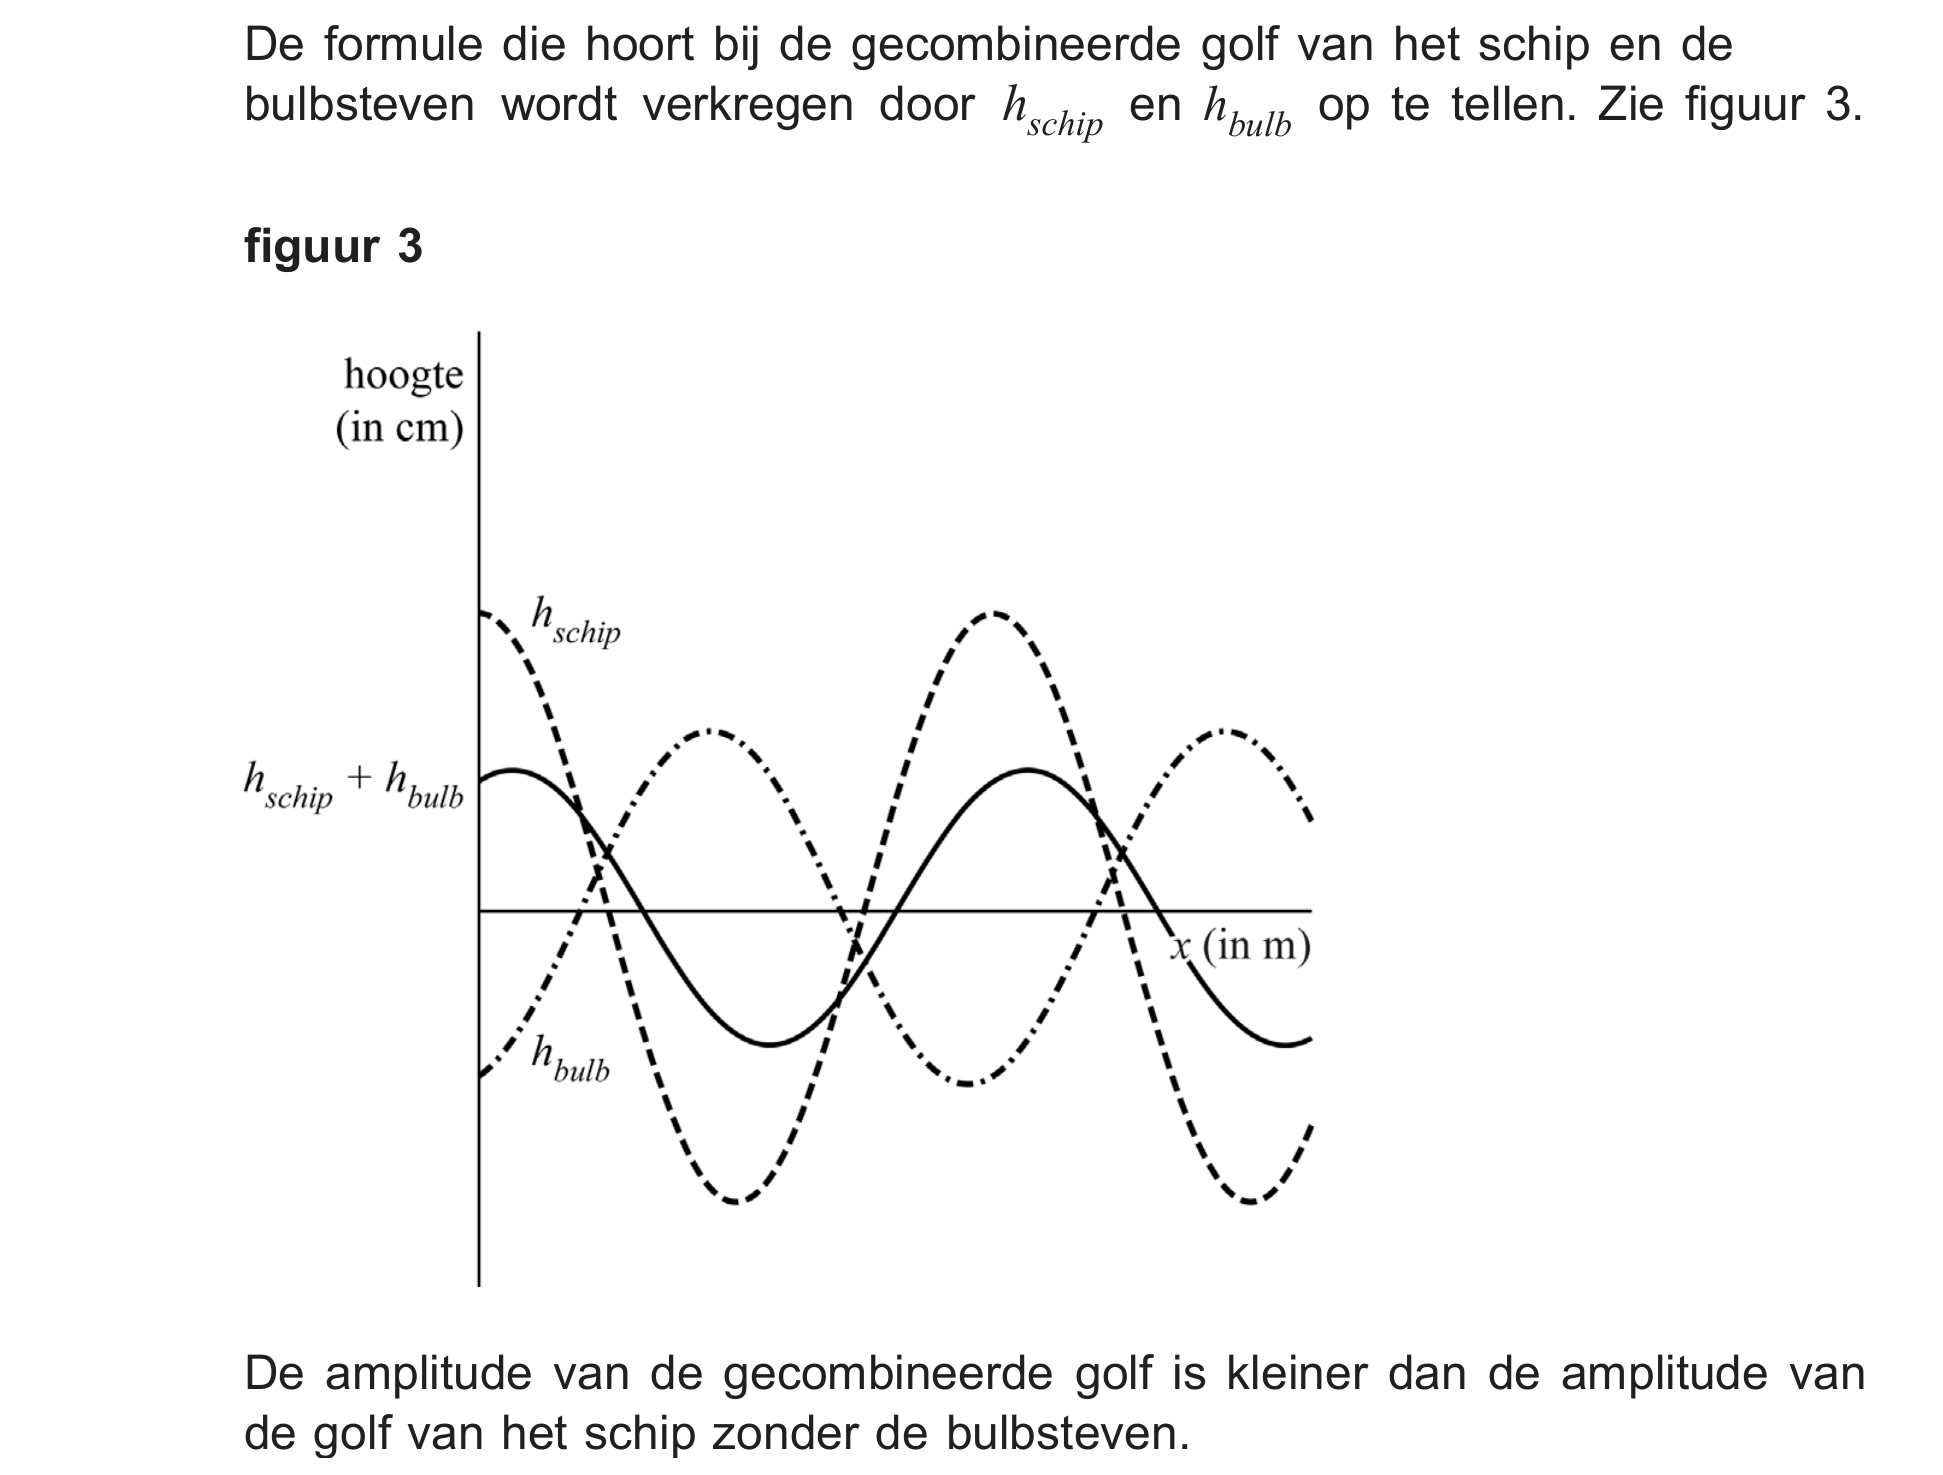 De formule die hoort bij de gecombineerde golf van het schip en de
bulbsteven wordt verkregen door h_schip en h_bulb op te tellen. Zie figuur 3.
figuur 3
hoogte
(in cm)
h_schip
h_schip + h_bulb
x (in m)
h_bulb
De amplitude van de gecombineerde golf is kleiner dan de amplitude van
de golf van het schip zonder de bulbsteven.